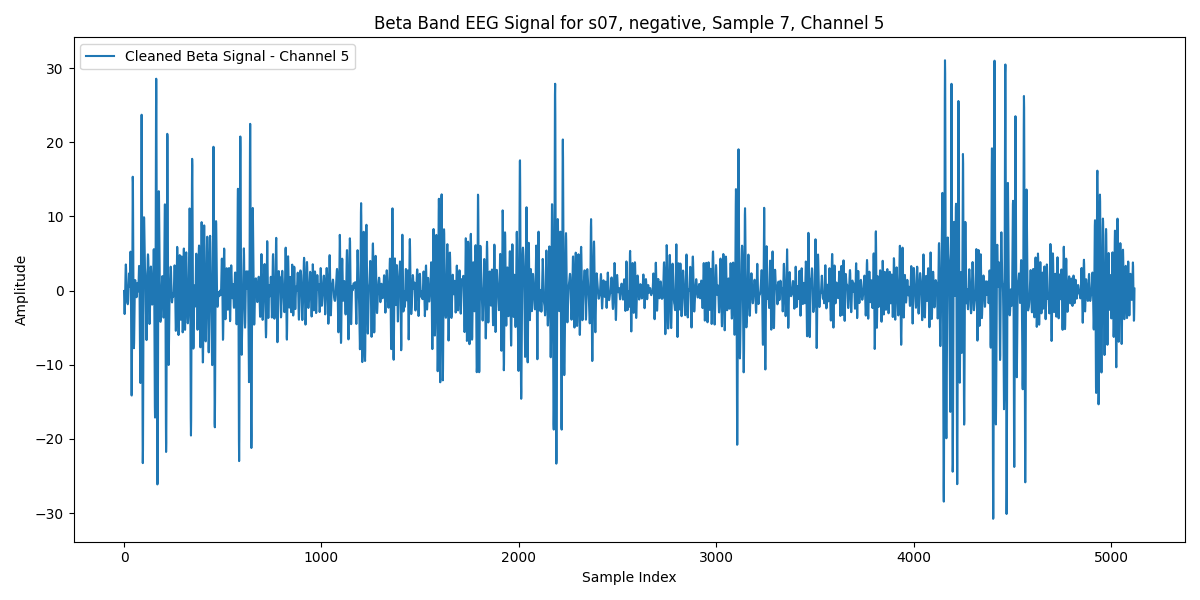 Beta Band EEG Signal for s07, negative, Sample 7, Channel 5
Cleaned Beta Signal - Channel 5
Amplitude
30
20
10
0
−10
−20
−30
0 1000 2000 3000 4000 5000
Sample Index